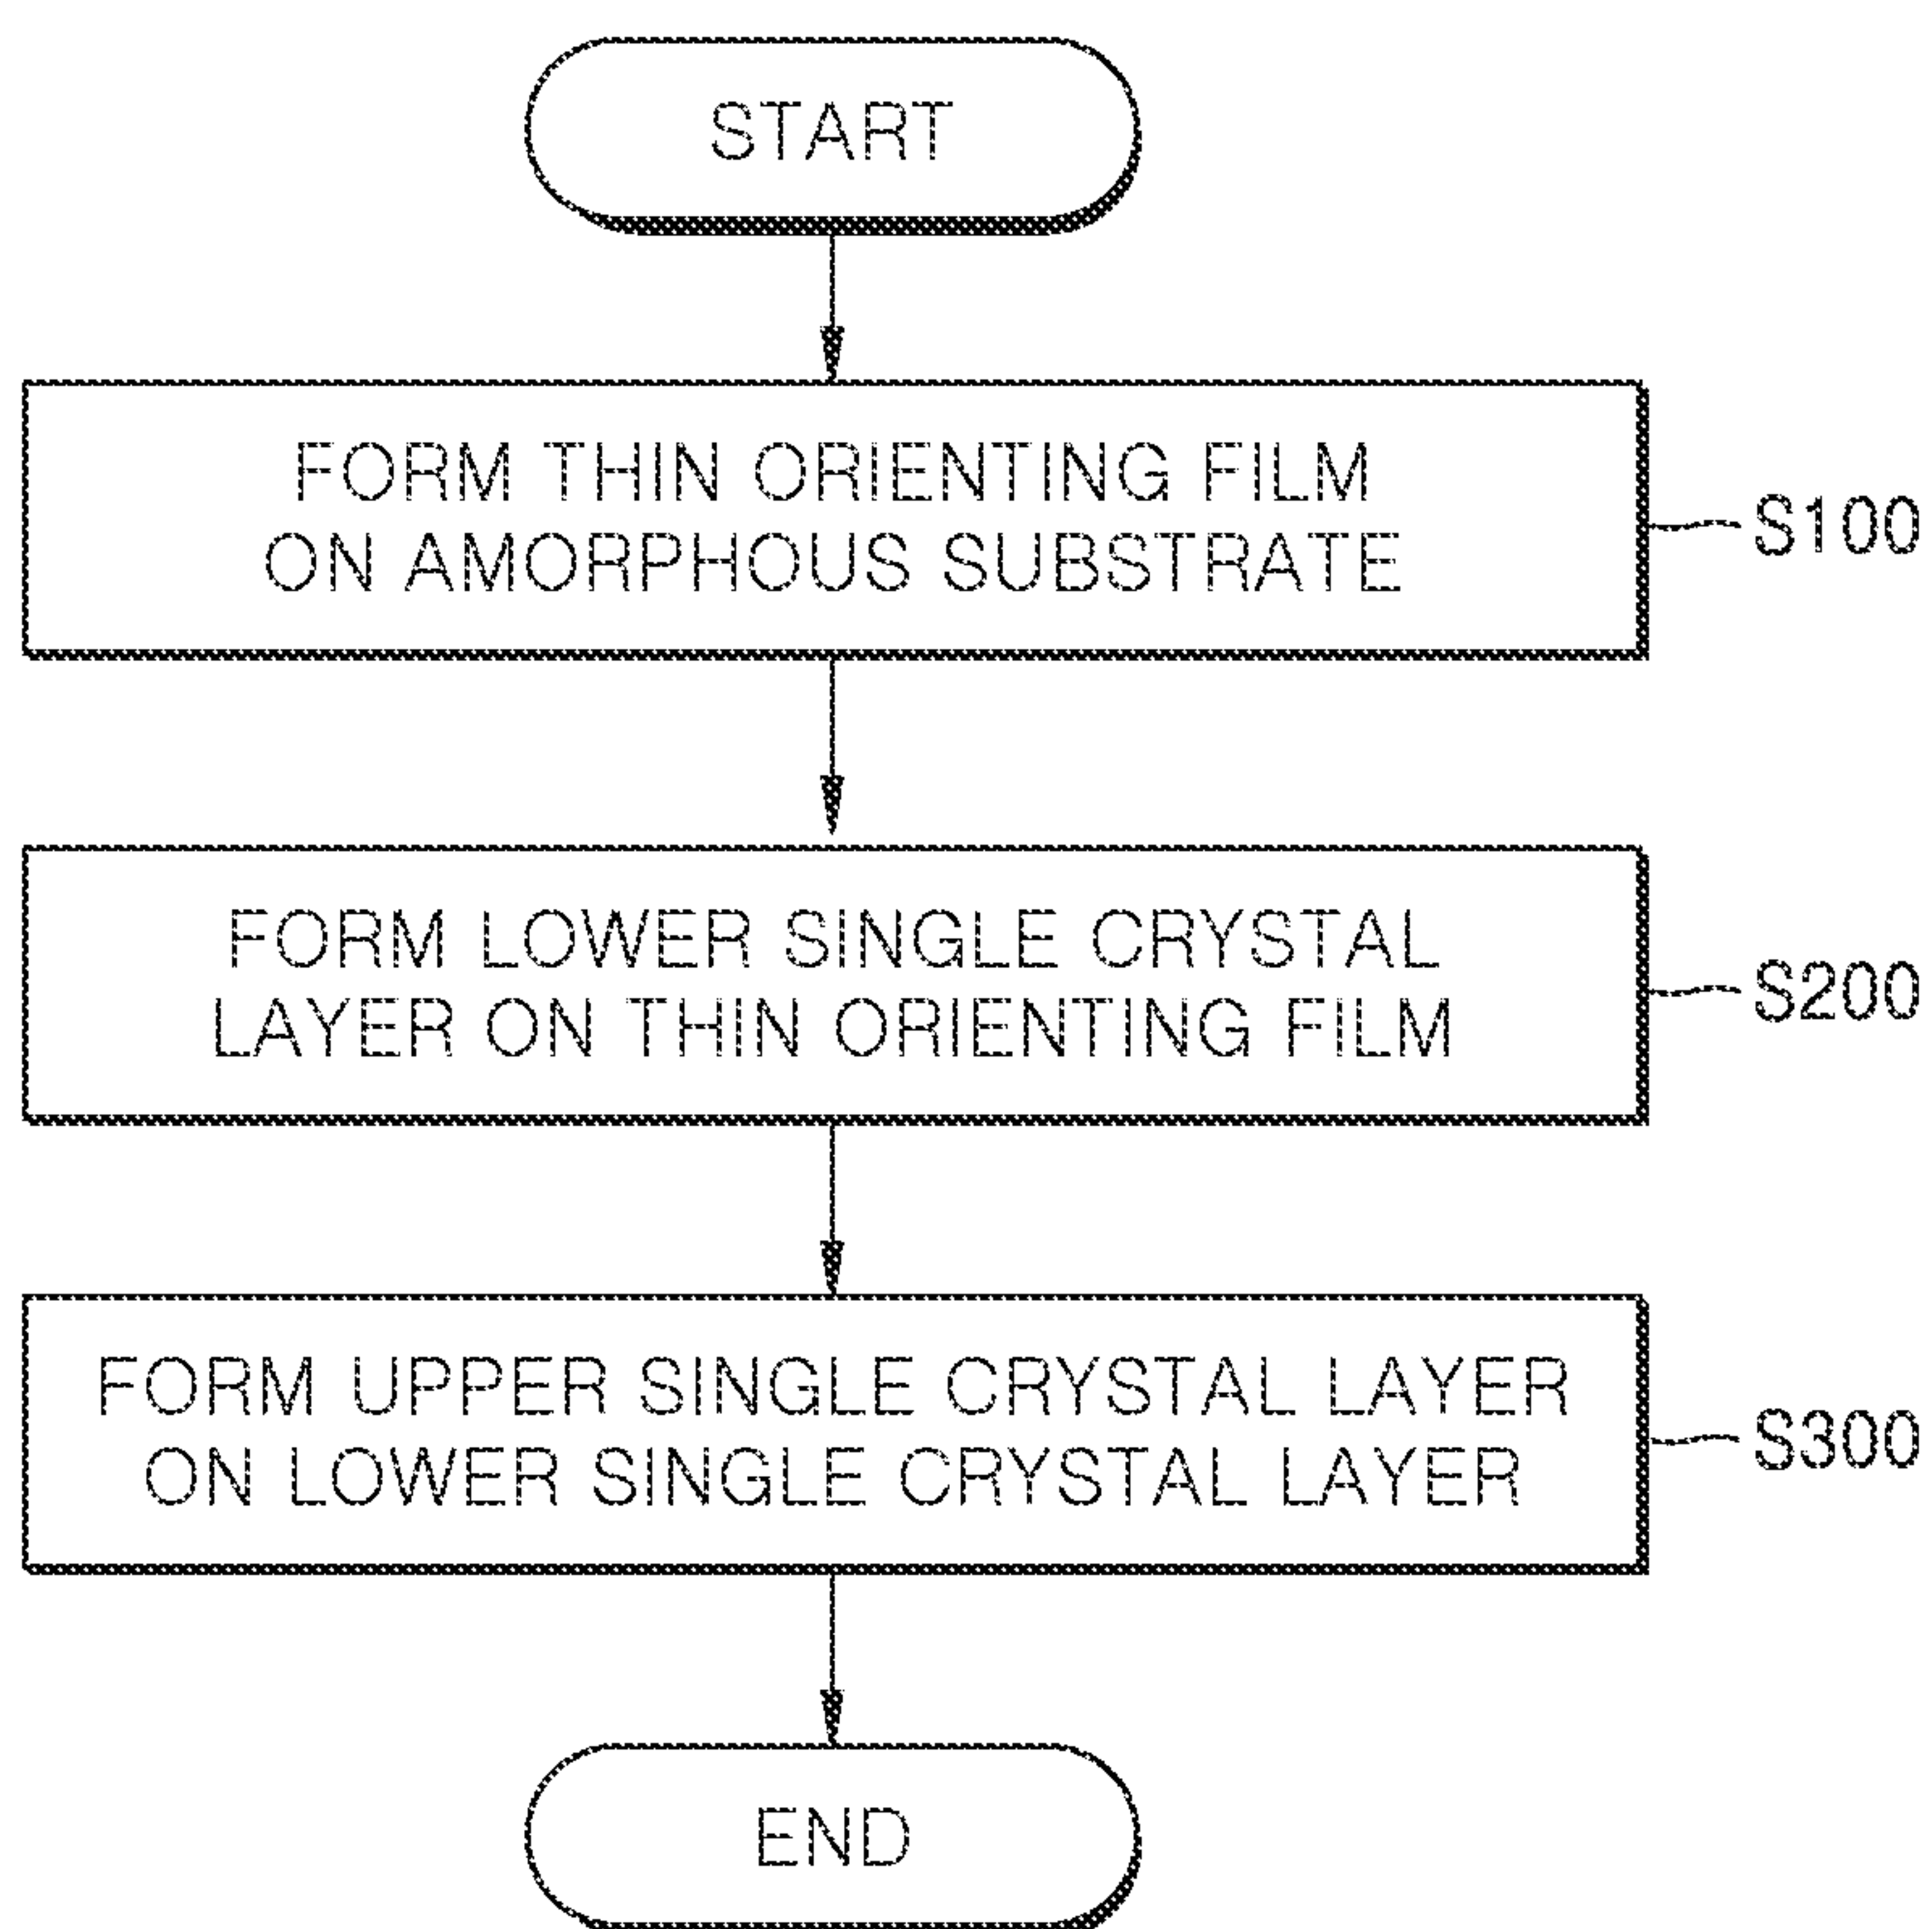 START
FORM THIN ORIENTING FILM
ON AMORPHOUS SUBSTRATE
S100
FORM LOWER SINGLE CRYSTAL
LAYER ON THIN ORIENTING FILM
S200
FORM UPPER SINGLE CRYSTAL LAYER
ON LOWER SINGLE CRYSTAL LAYER
S300
END